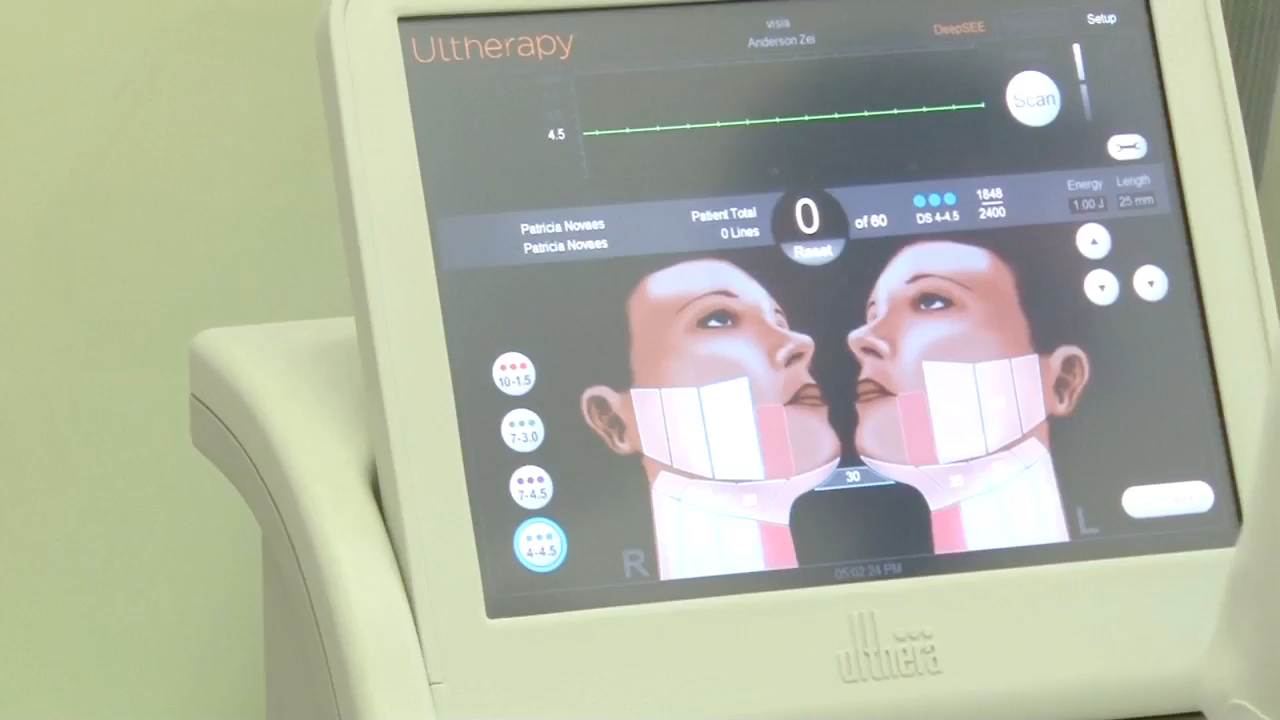 Ultherapy
visia
Anderson Zei
DeepSEE
Setup
4.5
Scan
Patricia Novaes
Patricia Novaes
Patient Total
0 Lines
0
Reset
of 60
DS 4-4.5
1848
2400
Energy
1.00 J
Length
25 mm
10-1.5
7-3.0
7-4.5
4-4.5
30
R
L
05:02:24 PM
ulthera